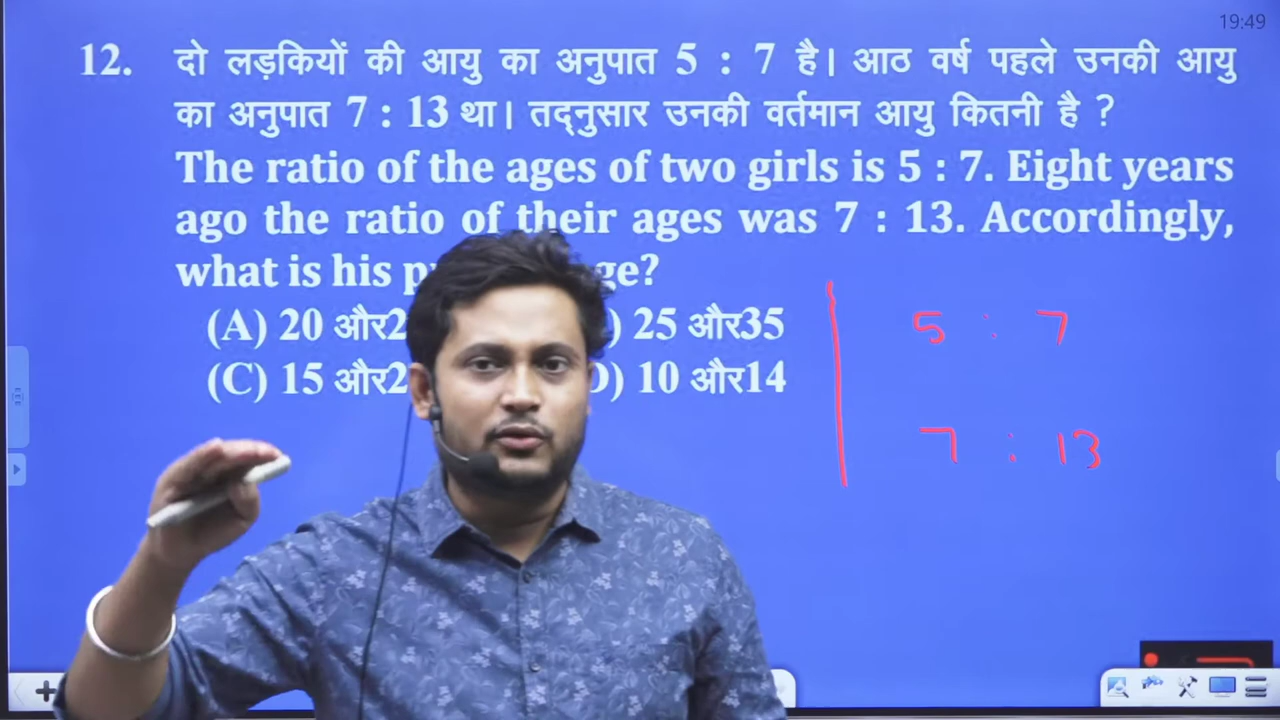 19:49
12. दो लड़कियों की आयु का अनुपात 5 : 7 है। आठ वर्ष पहले उनकी आयु
का अनुपात 7 : 13 था। तद्नुसार उनकी वर्तमान आयु कितनी है ?
The ratio of the ages of two girls is 5 : 7. Eight years
ago the ratio of their ages was 7 : 13. Accordingly,
what is his
(A) 20 और 25 और35
(C) 15 और 10 और14
5 : 7
7 : 13